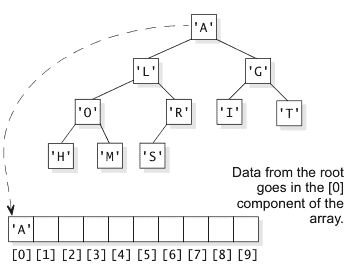 'A'
'L' 'G'
'O' 'R' 'I' 'T'
'H' 'M' 'S'
Data from the root
goes in the [0]
component of the
array.
'A'
[0] [1] [2] [3] [4] [5] [6] [7] [8] [9]